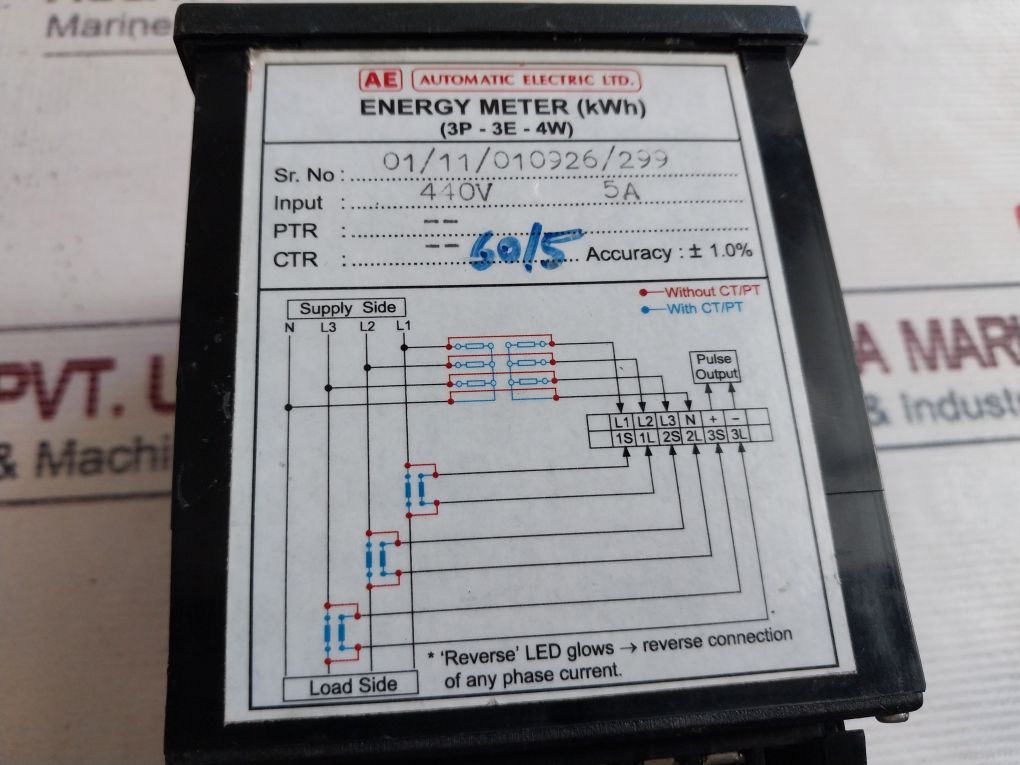 Marine
AE AUTOMATIC ELECTRIC LTD.
ENERGY METER (kWh)
(3P - 3E - 4W)
Sr. No : 01/11/010926/299
Input : 440V 5A
PTR : --
CTR : -- 60/5 Accuracy : ± 1.0%
Without CT/PT
With CT/PT
Supply Side
N L3 L2 L1
Pulse
Output
L1 L2 L3 N + −
1S 1L 2S 2L 3S 3L
* 'Reverse' LED glows → reverse connection
of any phase current.
Load Side
PVT.
& Machi
A MARI
& Indust